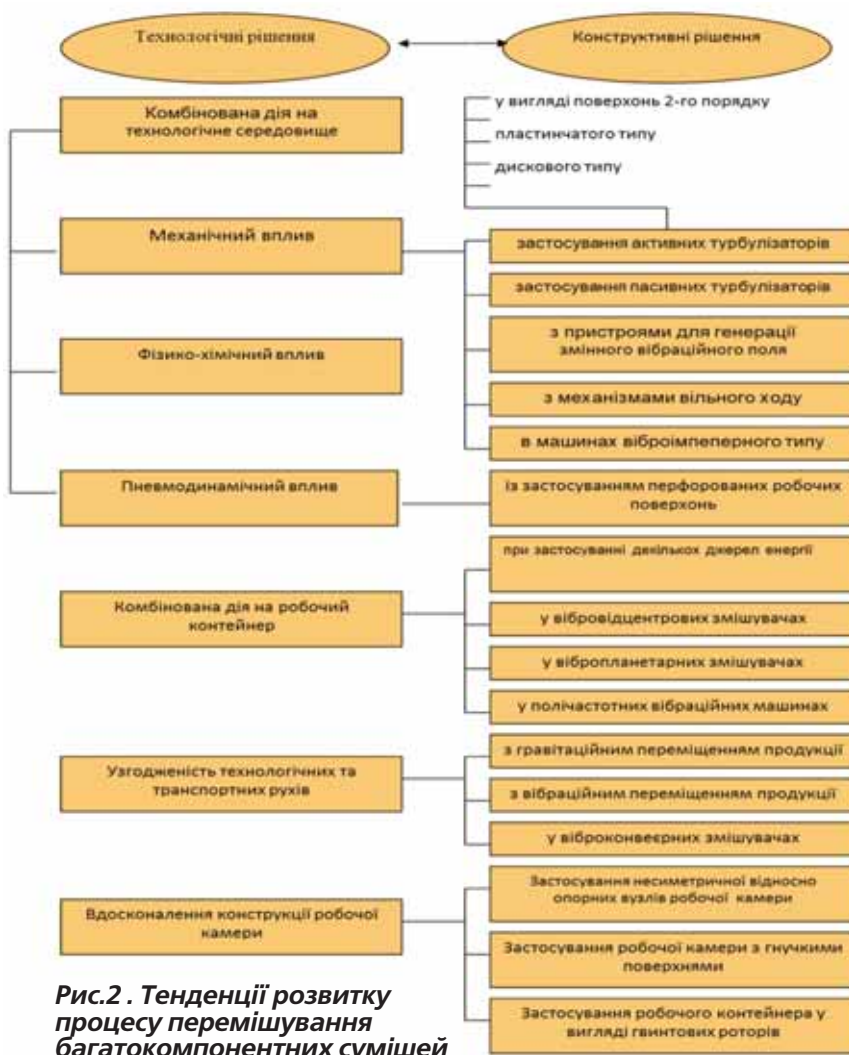 Технологічні рішення
Конструктивні рішення
Комбінована дія на
технологічне середовище
у вигляді поверхонь 2-го порядку
пластинчатого типу
дискового типу
Механічний вплив
застосування активних турбулізаторів
застосування пасивних турбулізаторів
Фізико-хімічний вплив
з пристроями для генерації
змінного вібраційного поля
з механізмами вільного ходу
в машинах віброімпеперного типу
Пневмодинамічний вплив
із застосуванням перфорованих робочих
поверхонь
при застосуванні декількох джерел енергії
Комбінована дія на робочий
контейнер
у вібровідцентрових змішувачах
у вібропланетарних змішувачах
у полічастотних вібраційних машинах
Узгодженість технологічних та
транспортних рухів
з гравітаційним переміщенням продукції
з вібраційним переміщенням продукції
у віброконвеєрних змішувачах
Вдосконалення конструкції робочої
камери
Застосування несиметричної відносно
опорних вузлів робочої камери
Застосування робочої камери з гнучкими
поверхнями
Застосування робочого контейнера у
вигляді гвинтових роторів
Рис.2 . Тенденції розвитку
процесу перемішування
багатокомпонентних сумішей